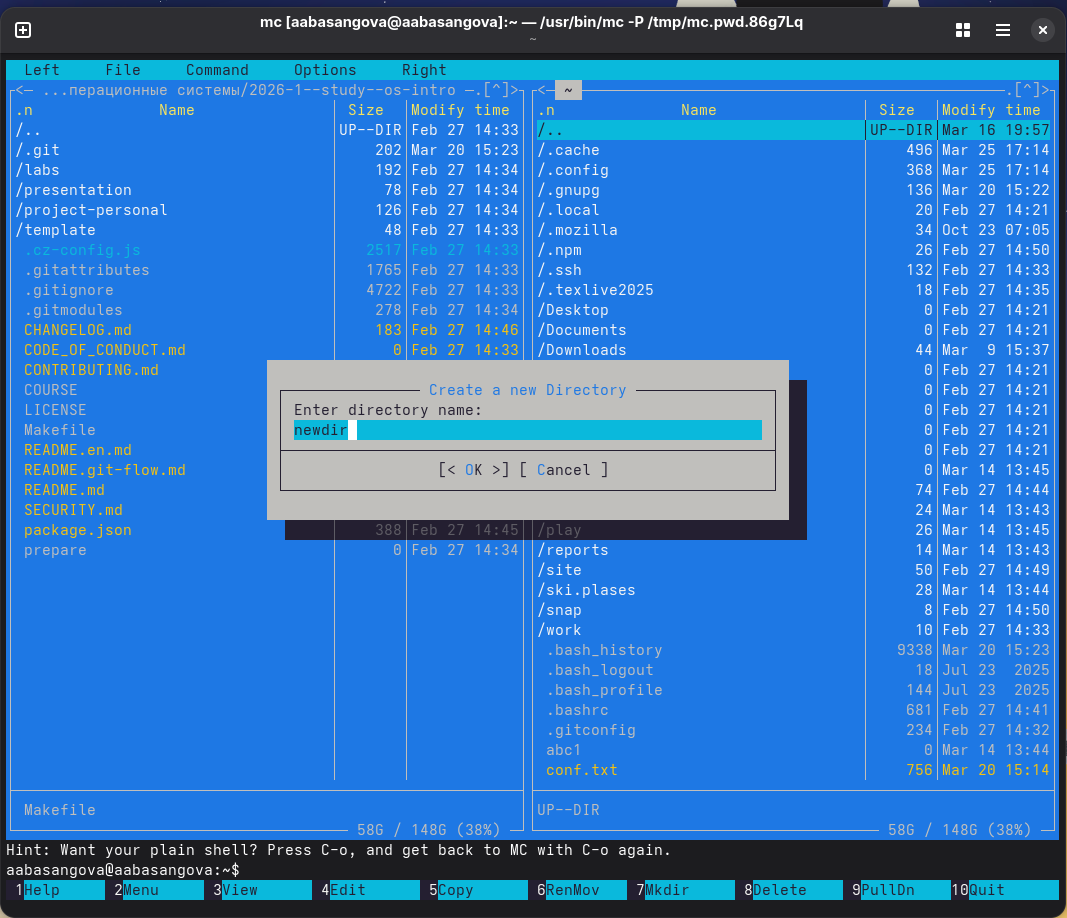 mc [aabasangova@aabasangova]:~ — /usr/bin/mc -P /tmp/mc.pwd.86g7Lq
~
Left File Command Options Right
<— ...перационные системы/2026-1--study--os-intro —.[^]>
.n Name Size Modify time
/.. UP--DIR Feb 27 14:33
/.git 202 Mar 20 15:23
/labs 192 Feb 27 14:34
/presentation 78 Feb 27 14:34
/project-personal 126 Feb 27 14:34
/template 48 Feb 27 14:33
.cz-config.js 2517 Feb 27 14:33
.gitattributes 1765 Feb 27 14:33
.gitignore 4722 Feb 27 14:33
.gitmodules 278 Feb 27 14:34
CHANGELOG.md 183 Feb 27 14:46
CODE_OF_CONDUCT.md 0 Feb 27 14:33
CONTRIBUTING.md
COURSE
LICENSE
Makefile
README.en.md
README.git-flow.md
README.md
SECURITY.md
package.json 388 Feb 27 14:45
prepare 0 Feb 27 14:34
Makefile
58G / 148G (38%)
<— ~ .[^]>
.n Name Size Modify time
/.. UP--DIR Mar 16 19:57
/.cache 496 Mar 25 17:14
/.config 368 Mar 25 17:14
/.gnupg 136 Mar 20 15:22
/.local 20 Feb 27 14:21
/.mozilla 34 Oct 23 07:05
/.npm 26 Feb 27 14:50
/.ssh 132 Feb 27 14:33
/.texlive2025 18 Feb 27 14:35
/Desktop 0 Feb 27 14:21
/Documents 0 Feb 27 14:21
/Downloads 44 Mar 9 15:37
0 Feb 27 14:21
0 Feb 27 14:21
0 Feb 27 14:21
0 Feb 27 14:21
0 Feb 27 14:21
0 Mar 14 13:45
74 Feb 27 14:44
24 Mar 14 13:43
/play 26 Mar 14 13:45
/reports 14 Mar 14 13:43
/site 50 Feb 27 14:49
/ski.plases 28 Mar 14 13:44
/snap 8 Feb 27 14:50
/work 10 Feb 27 14:33
.bash_history 9338 Mar 20 15:23
.bash_logout 18 Jul 23 2025
.bash_profile 144 Jul 23 2025
.bashrc 681 Feb 27 14:41
.gitconfig 234 Feb 27 14:32
abc1 0 Mar 14 13:44
conf.txt 756 Mar 20 15:14
UP--DIR
58G / 148G (38%)
Create a new Directory
Enter directory name:
newdir
[< OK >] [ Cancel ]
Hint: Want your plain shell? Press C-o, and get back to MC with C-o again.
aabasangova@aabasangova:~$
1Help 2Menu 3View 4Edit 5Copy 6RenMov 7Mkdir 8Delete 9PullDn 10Quit